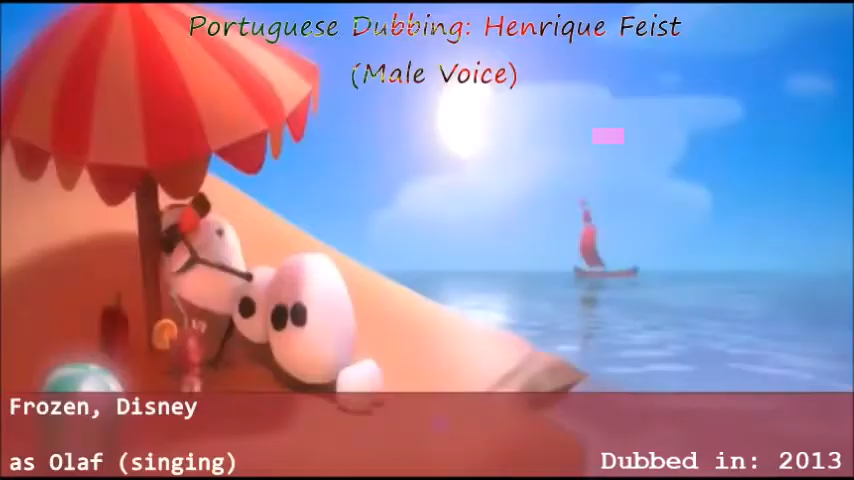 Portuguese Dubbing: Henrique Feist
(Male Voice)
Frozen, Disney
as Olaf (singing)
Dubbed in: 2013